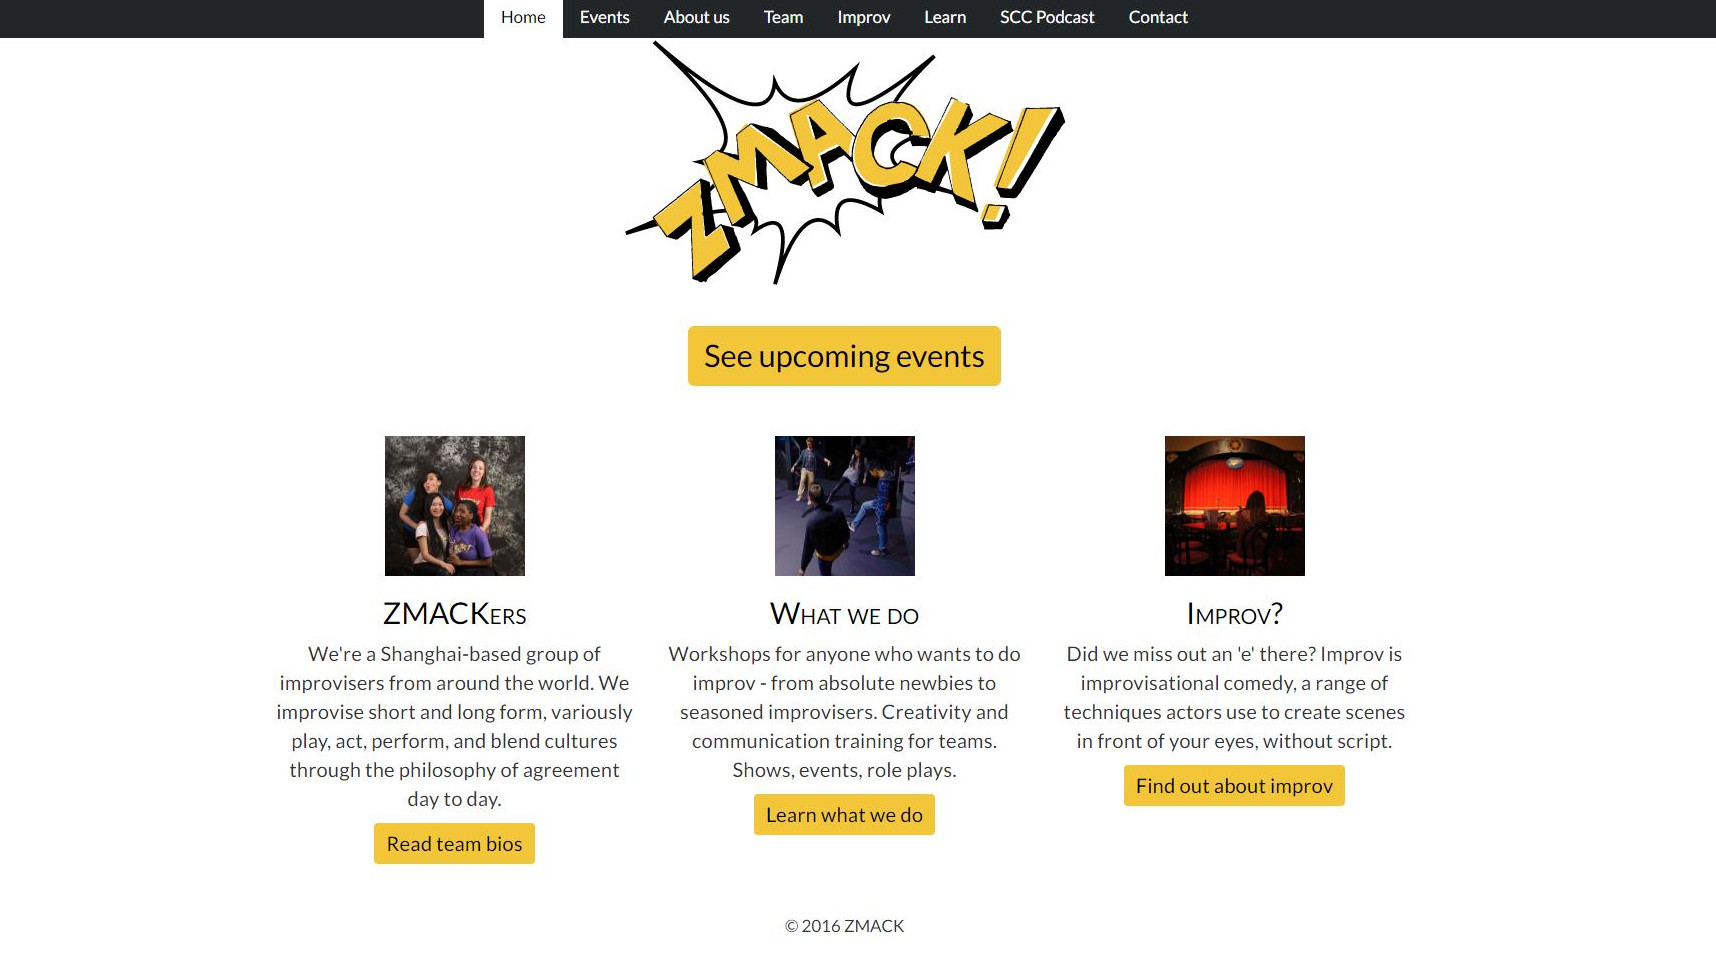 Home Events About us Team Improv Learn SCC Podcast Contact
ZMACK!
See upcoming events
ZMACKers
We're a Shanghai-based group of
improvisers from around the world. We
improvise short and long form, variously
play, act, perform, and blend cultures
through the philosophy of agreement
day to day.
Read team bios
What we do
Workshops for anyone who wants to do
improv - from absolute newbies to
seasoned improvisers. Creativity and
communication training for teams.
Shows, events, role plays.
Learn what we do
Improv?
Did we miss out an 'e' there? Improv is
improvisational comedy, a range of
techniques actors use to create scenes
in front of your eyes, without script.
Find out about improv
© 2016 ZMACK